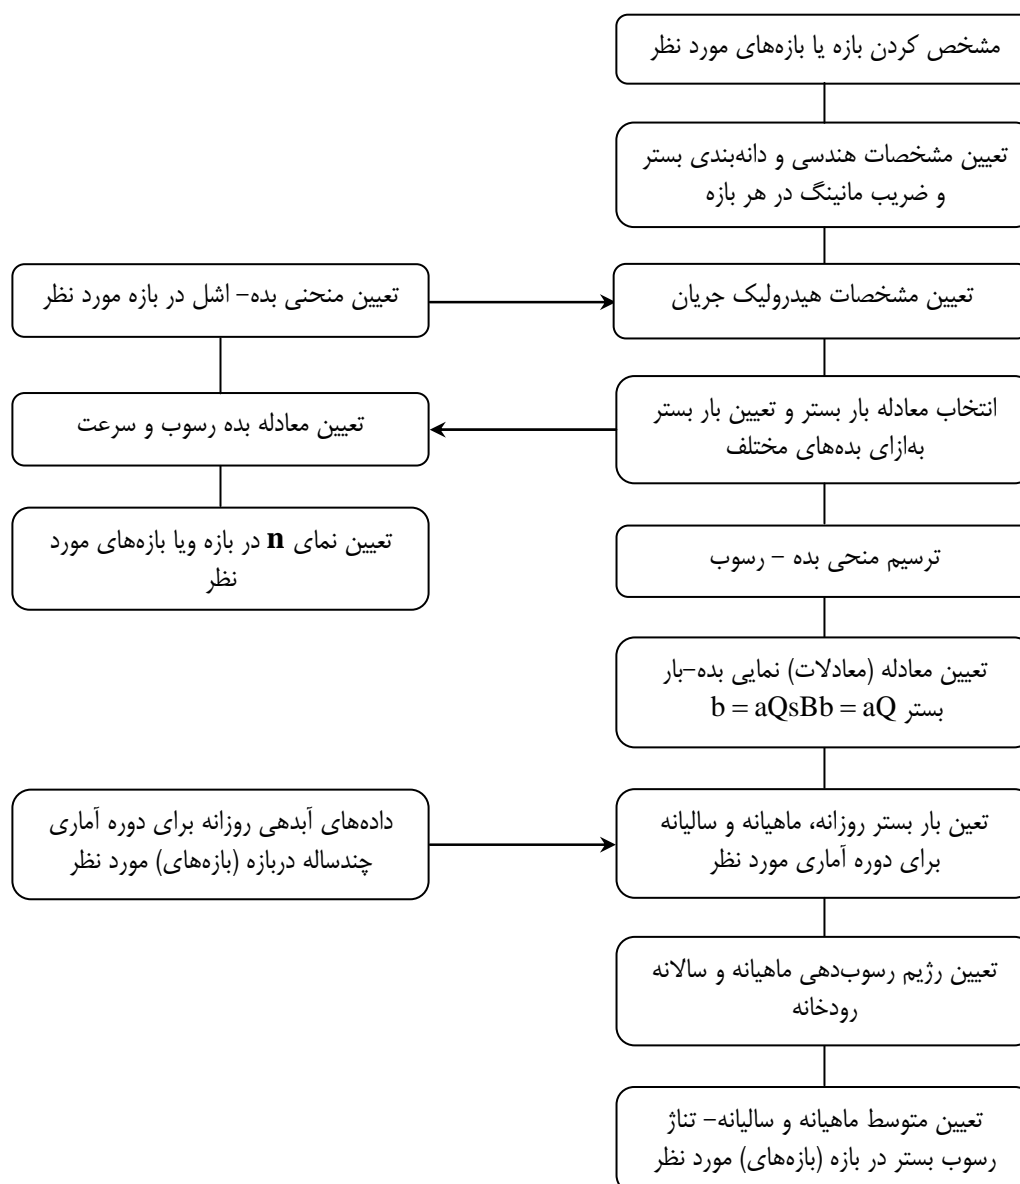 مشخص کردن بازه یا بازه‌های مورد نظر
تعیین مشخصات هندسی و دانه‌بندی بستر
و ضریب مانینگ در هر بازه
تعیین مشخصات هیدرولیک جریان
تعیین منحنی بده– اشل در بازه مورد نظر
انتخاب معادله بار بستر و تعیین بار بستر
به‌ازای بده‌های مختلف
تعیین معادله بده رسوب و سرعت
تعیین نمای n در بازه ویا بازه‌های مورد
نظر
ترسیم منحی بده – رسوب
تعیین معادله (معادلات) نمایی بده–بار
بستر b = aQsBb = aQ
تعین بار بستر روزانه، ماهیانه و سالیانه
برای دوره آماری مورد نظر
داده‌های آبدهی روزانه برای دوره آماری
چندساله دربازه (بازه‌های) مورد نظر
تعیین رژیم رسوب‌دهی ماهیانه و سالانه
رودخانه
تعیین متوسط ماهیانه و سالیانه– تناژ
رسوب بستر در بازه (بازه‌های) مورد نظر